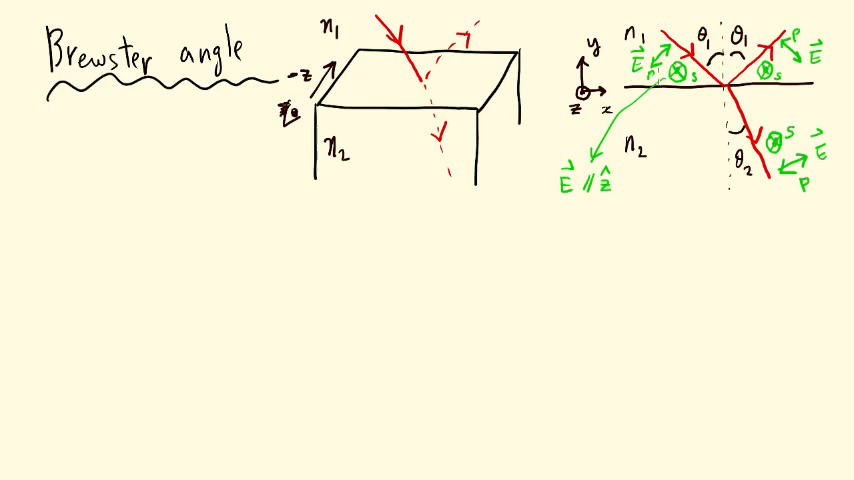 Brewster angle
n₁
-z
n₂
n₁
θ₁ θ₁
P
E⃗
P
E⃗
S
S
y
z x
n₂
θ₂
S
E⃗
P
E⃗ // ẑ